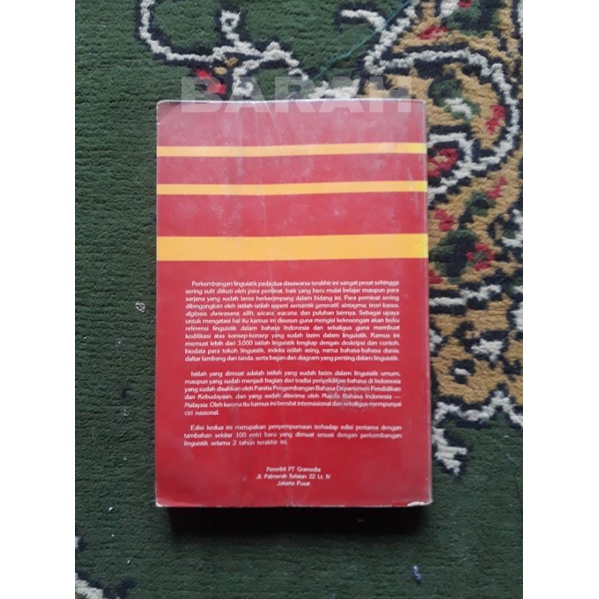 BARAH
Perkembangan linguistik pada dua dasawarsa terakhir ini sangat pesat sehingga
sering sulit diikuti oleh para peminat, baik yang baru mulai belajar maupun para
sarjana yang sudah lama berkecimpung dalam bidang ini. Para peminat sering
dibingungkan oleh istilah-istilah seperti semantik generatif, sintagma, teori kasus,
diglosia, dwiwasana, alih, wicara, wacana, dan puluhan lainnya. Sebagai upaya
untuk mengatasi hal itu kamus ini disusun guna mengisi kekosongan akan buku
referensi linguistik dalam bahasa Indonesia dan sekaligus guna membuat
kodifikasi atas konsep-konsep yang sudah lazim dalam linguistik. Kamus ini
memuat lebih dari 3.000 istilah linguistik lengkap dengan deskripsi dan contoh,
biodata para tokoh linguistik, indeks istilah asing, nama bahasa-bahasa dunia,
daftar lambang dan tanda, serta bagan dan diagram yang penting dalam linguistik.
Istilah yang dimuat adalah istilah yang sudah lazim dalam linguistik umum,
maupun yang sudah menjadi bagian dari tradisi penyelidikan bahasa di Indonesia
yang sudah disahkan oleh Panitia Pengembangan Bahasa Departemen Pendidikan
dan Kebudayaan, dan yang sudah diterima oleh Majelis Bahasa Indonesia —
Malaysia. Oleh karena itu kamus ini bersifat internasional dan sekaligus mempunyai
ciri nasional.
Edisi kedua ini merupakan penyempurnaan terhadap edisi pertama dengan
tambahan sekitar 100 entri baru yang dimuat sesuai dengan perkembangan
linguistik selama 2 tahun terakhir ini.
Penerbit PT Gramedia
Jl. Palmerah Selatan 22 Lt. IV
Jakarta Pusat